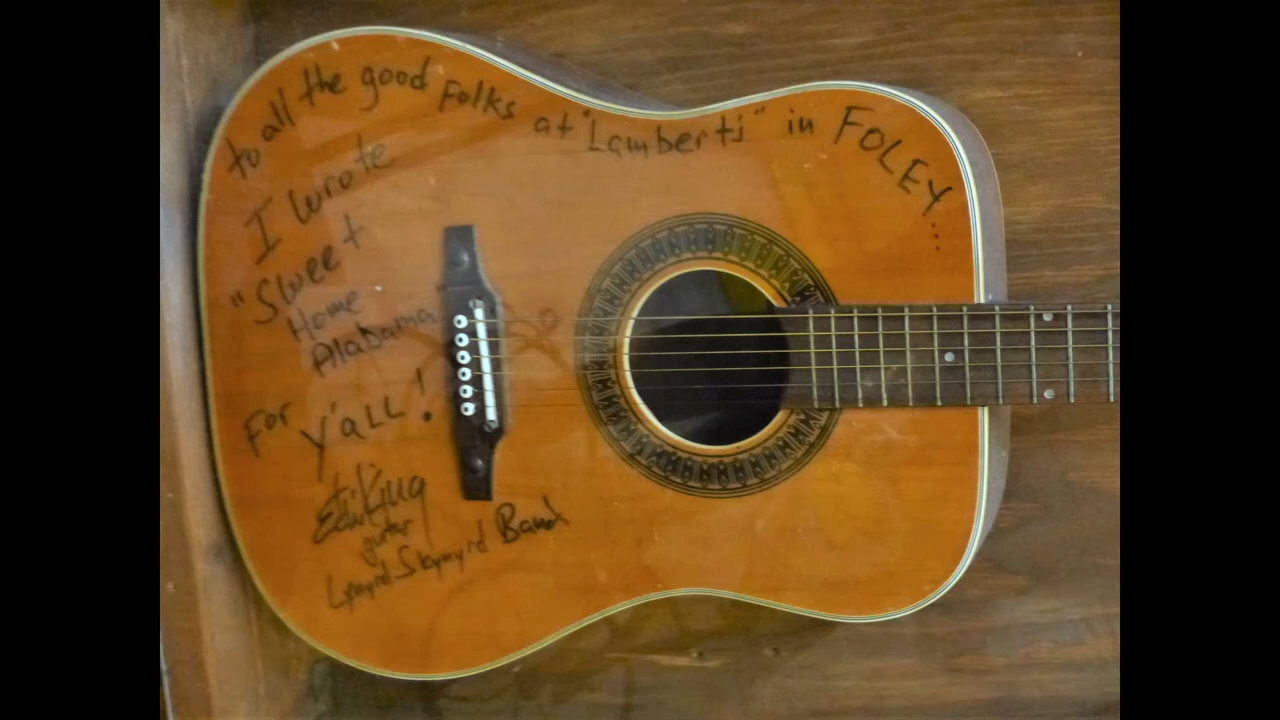 to all the good Folks at "Lamberts" in FOLEY...
I Wrote
"Sweet
Home
Alabama"
For y'all!
Ed King
guitar
Lynyrd Skynyrd Band